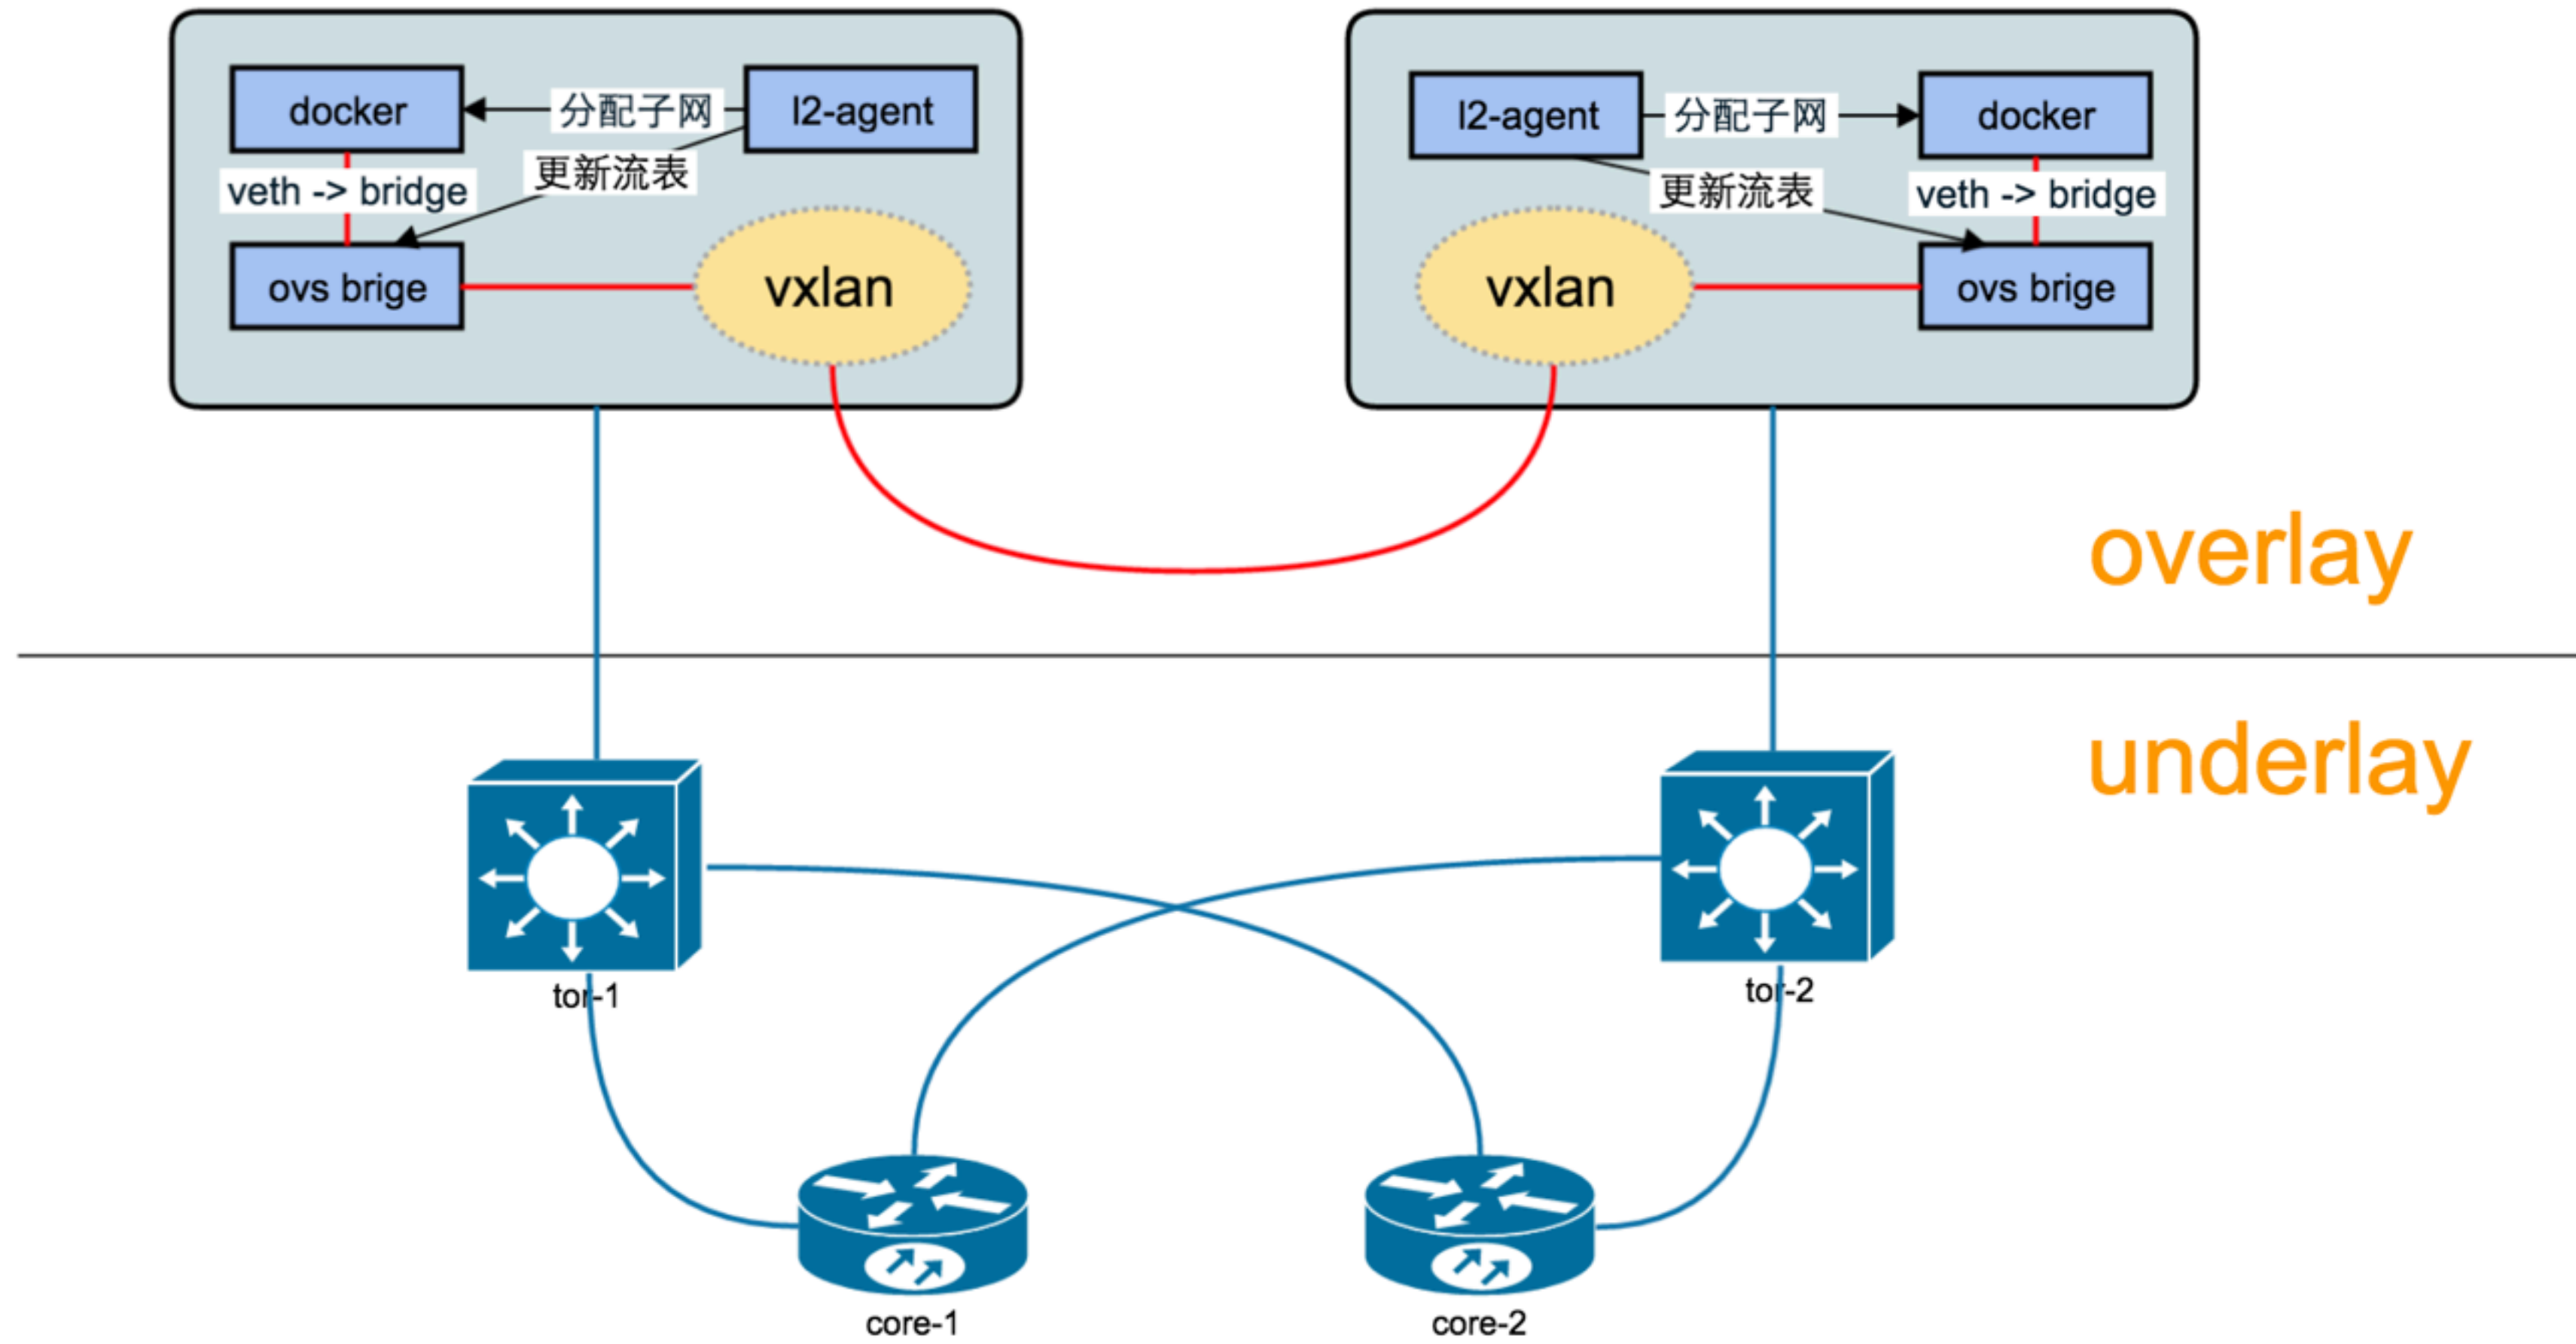 docker
分配子网
l2-agent
更新流表
veth -> bridge
ovs brige
vxlan
l2-agent
分配子网
docker
更新流表
veth -> bridge
vxlan
ovs brige
overlay
underlay
tor-1
tor-2
core-1
core-2